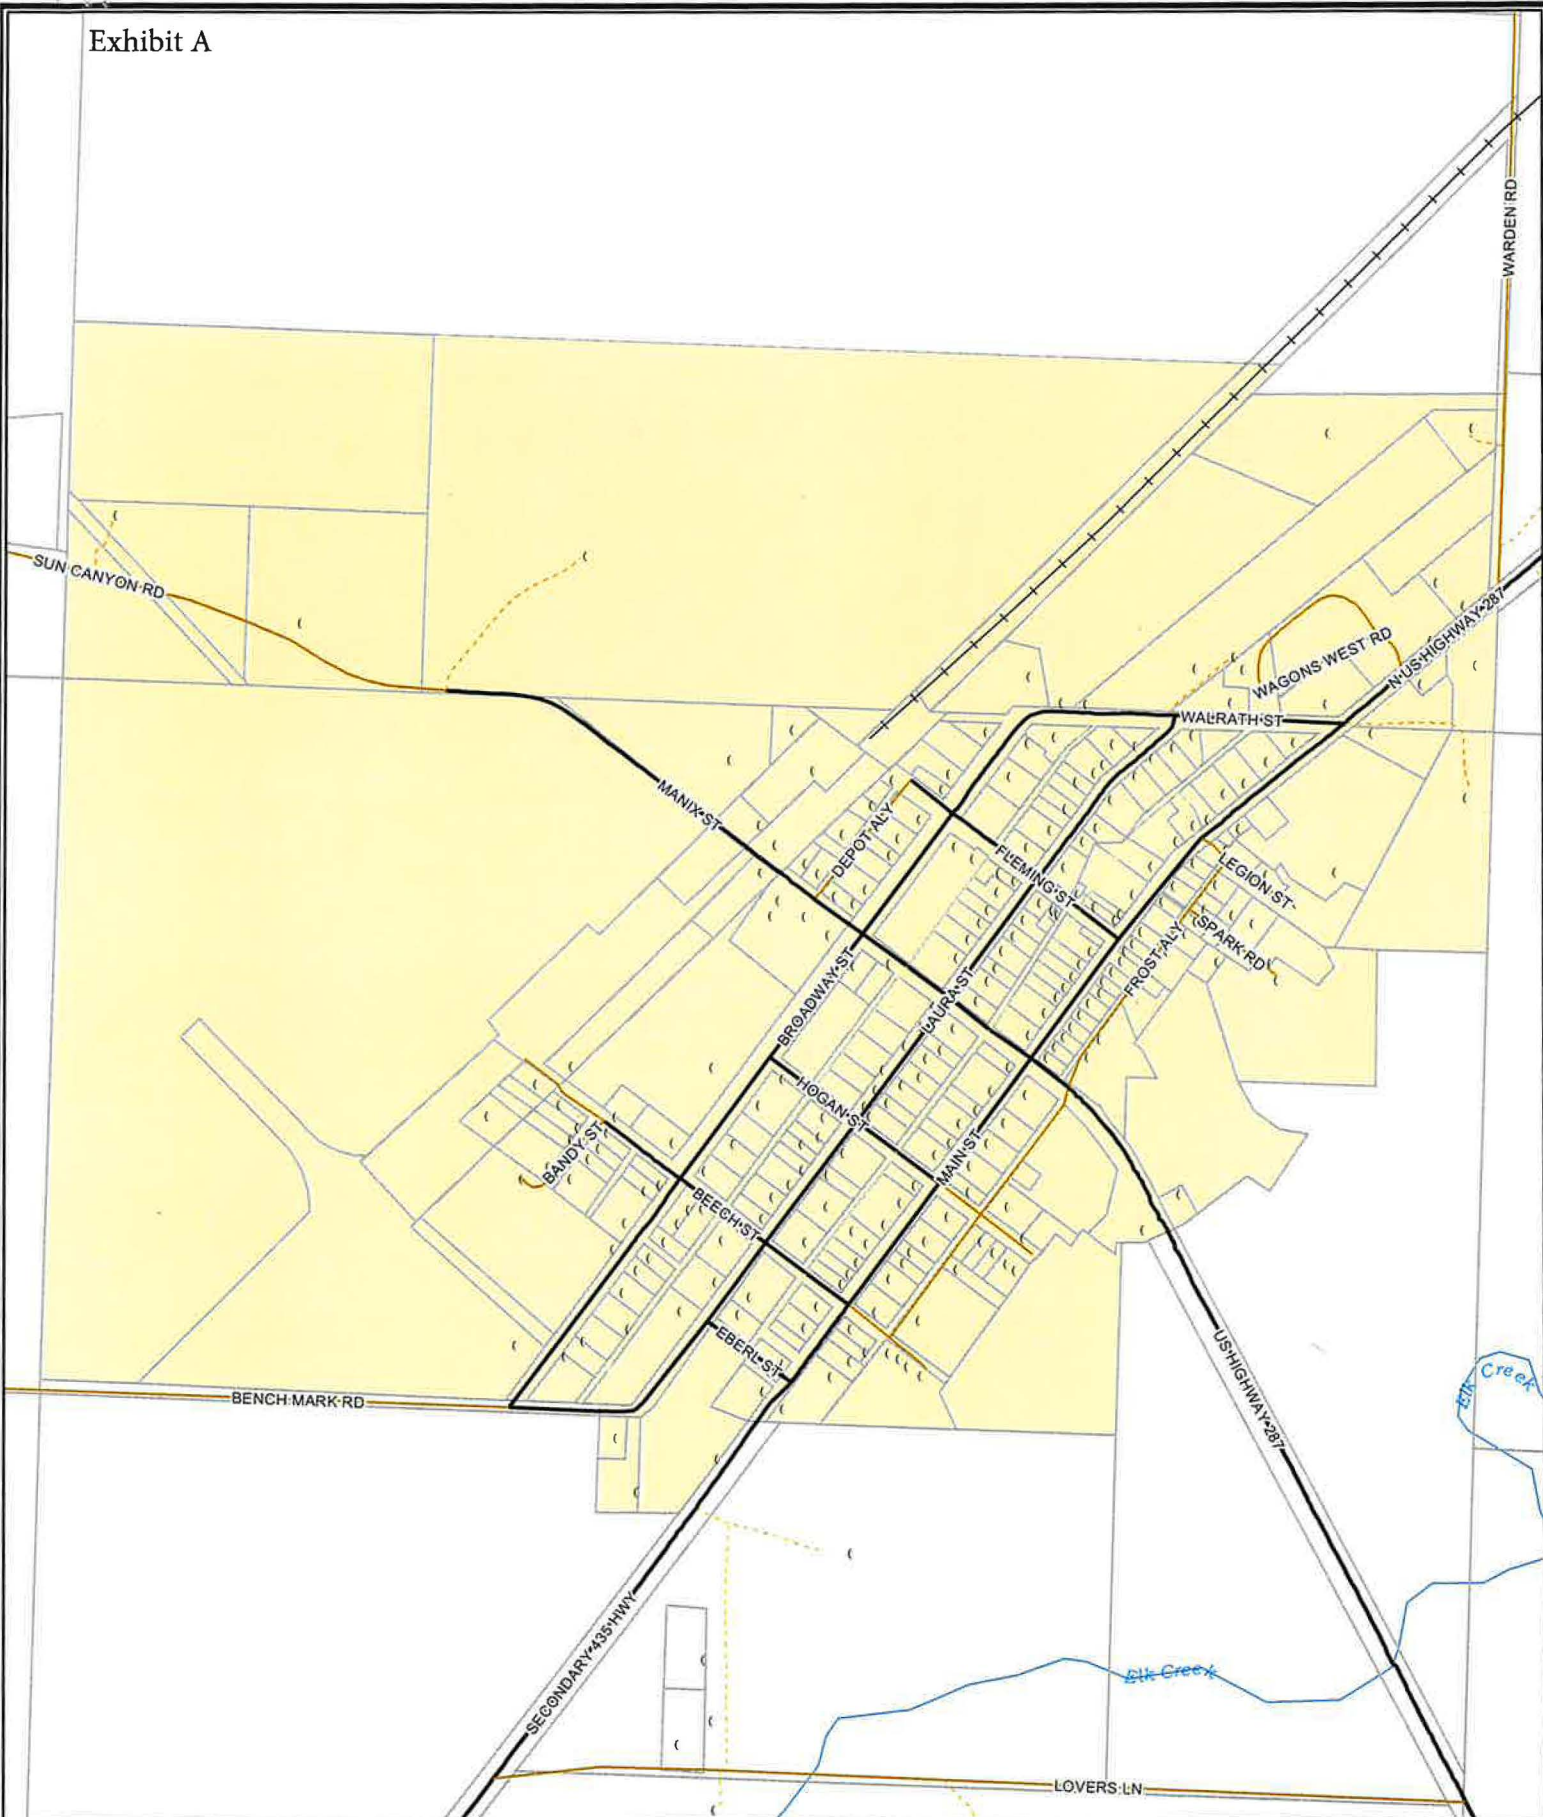 Exhibit A
WARDEN RD
SUN CANYON RD
N US HIGHWAY 287
WAGONS WEST RD
WALRATH ST
MANIX ST
DEPOT ALY
FLEMING ST
LEGION ST
SPARK RD
FROST ALY
BROADWAY ST
LAURA ST
HOGAN ST
MAIN ST
BANDY ST
BEECH ST
EBERL ST
BENCH MARK RD
US HIGHWAY 287
Elk Creek
SECONDARY 435 HWY
Elk Creek
LOVERS LN